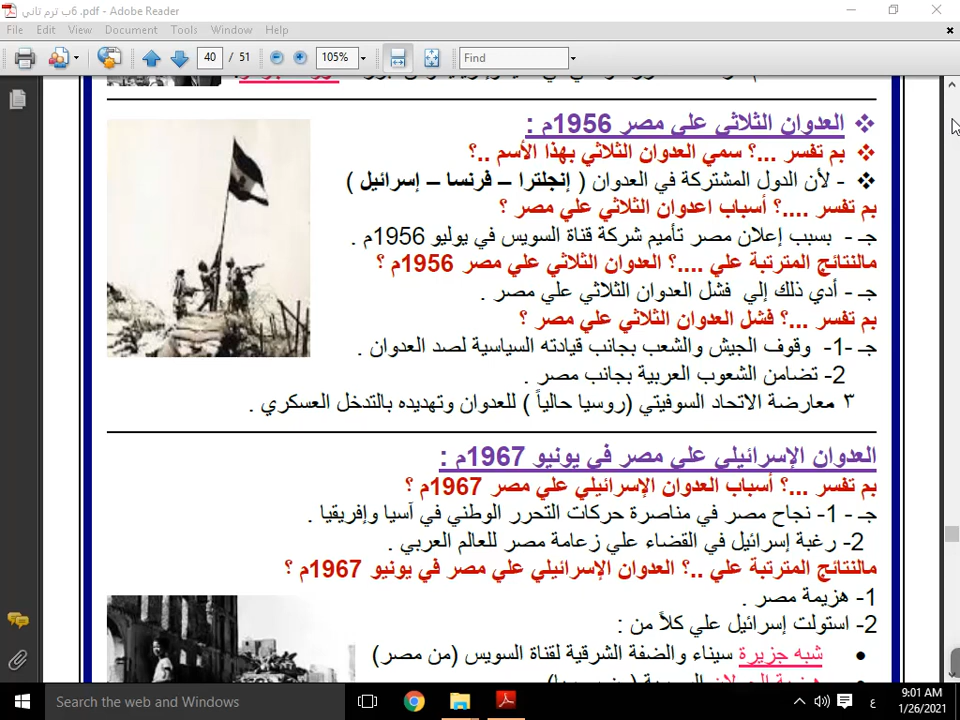 6ب ترم تاني .pdf - Adobe Reader
File Edit View Document Tools Window Help
40 / 51 105% Find
❖ العدوان الثلاثي علي مصر 1956م :
❖ بم تفسر ...؟ سمي العدوان الثلاثي بهذا الأسم ..؟
❖ - لأن الدول المشتركة في العدوان ( إنجلترا – فرنسا – إسرائيل )
بم تفسر ....؟ أسباب اعدوان الثلاثي علي مصر ؟
جـ - بسبب إعلان مصر تأميم شركة قناة السويس في يوليو 1956م .
مالنتائج المترتبة علي ....؟ العدوان الثلاثي علي مصر 1956م ؟
جـ - أدي ذلك إلي فشل العدوان الثلاثي علي مصر .
بم تفسر ...؟ فشل العدوان الثلاثي علي مصر ؟
جـ -1- وقوف الجيش والشعب بجانب قيادته السياسية لصد العدوان .
2- تضامن الشعوب العربية بجانب مصر .
٣ معارضة الاتحاد السوفيتي (روسيا حالياً ) للعدوان وتهديده بالتدخل العسكري .
العدوان الإسرائيلي علي مصر في يونيو 1967م :
بم تفسر ...؟ أسباب العدوان الإسرائيلي علي مصر 1967م ؟
جـ - 1- نجاح مصر في مناصرة حركات التحرر الوطني في آسيا وإفريقيا .
2- رغبة إسرائيل في القضاء علي زعامة مصر للعالم العربي .
مالنتائج المترتبة علي ..؟ العدوان الإسرائيلي علي مصر في يونيو 1967م ؟
1- هزيمة مصر .
2- استولت إسرائيل علي كلاً من :
• شبه جزيرة سيناء والضفة الشرقية لقناة السويس (من مصر)
Search the web and Windows
ع
9:01 AM
1/26/2021